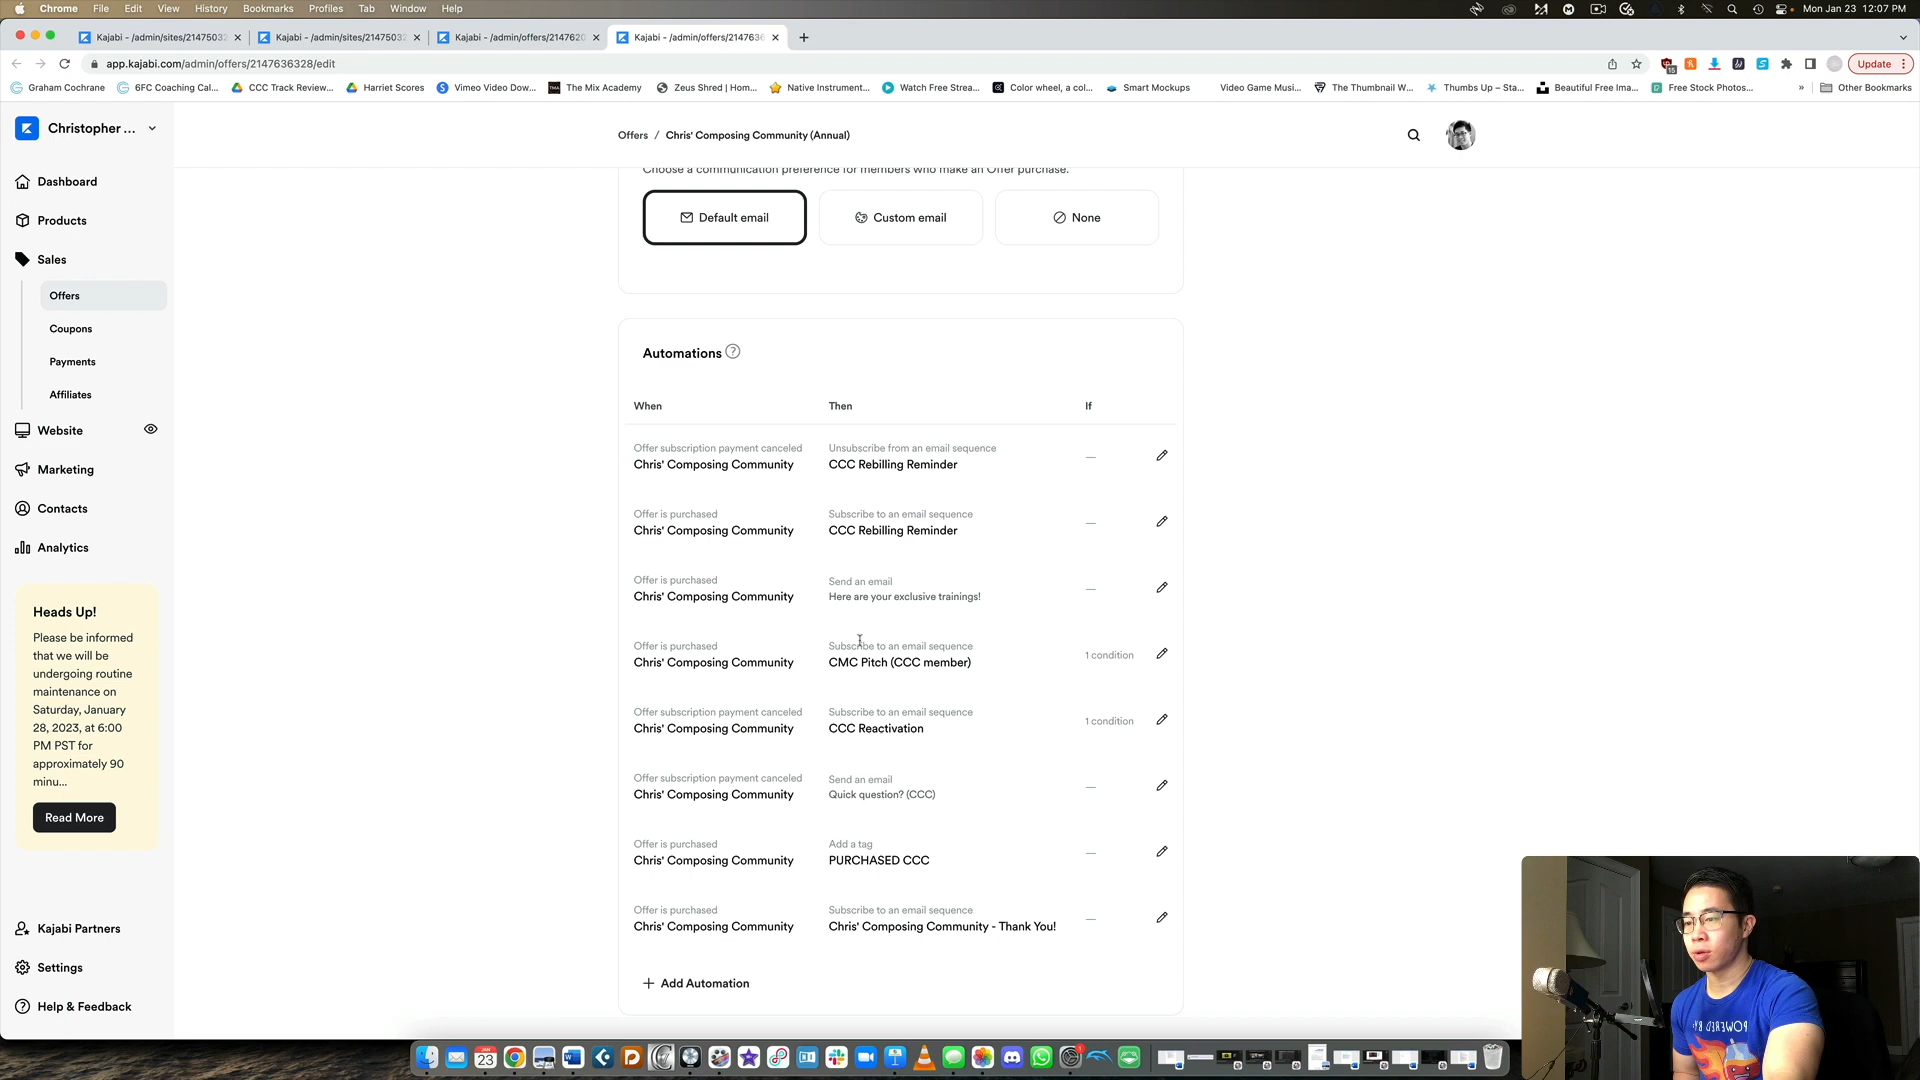 Chrome File Edit View History Bookmarks Profiles Tab Window Help Mon Jan 23 12:07 PM
Kajabi - /admin/sites/21475032 Kajabi - /admin/sites/21475032 Kajabi - /admin/offers/2147620 Kajabi - /admin/offers/2147636
app.kajabi.com/admin/offers/2147636328/edit
15
Update
Graham Cochrane 6FC Coaching Cal... CCC Track Review... Harriet Scores Vimeo Video Dow... The Mix Academy Zeus Shred | Hom... Native Instrument... Watch Free Strea... Color wheel, a col... Smart Mockups Video Game Musi... The Thumbnail W... Thumbs Up – Sta... Beautiful Free Ima... Free Stock Photos... » Other Bookmarks
Christopher ...
Offers / Chris' Composing Community (Annual)
Dashboard
Products
Sales
Offers
Coupons
Payments
Affiliates
Website
Marketing
Contacts
Analytics
Heads Up!
Please be informed
that we will be
undergoing routine
maintenance on
Saturday, January
28, 2023, at 6:00
PM PST for
approximately 90
minu...
Read More
Kajabi Partners
Settings
Help & Feedback
Choose a communication preference for members who make an Offer purchase.
Default email Custom email None
Automations ?
When Then If
Offer subscription payment canceled Unsubscribe from an email sequence
Chris' Composing Community CCC Rebilling Reminder —
Offer is purchased Subscribe to an email sequence
Chris' Composing Community CCC Rebilling Reminder —
Offer is purchased Send an email
Chris' Composing Community Here are your exclusive trainings! —
Offer is purchased Subscribe to an email sequence
Chris' Composing Community CMC Pitch (CCC member) 1 condition
Offer subscription payment canceled Subscribe to an email sequence
Chris' Composing Community CCC Reactivation 1 condition
Offer subscription payment canceled Send an email
Chris' Composing Community Quick question? (CCC) —
Offer is purchased Add a tag
Chris' Composing Community PURCHASED CCC —
Offer is purchased Subscribe to an email sequence
Chris' Composing Community Chris' Composing Community - Thank You! —
+ Add Automation
POWERED BY
23